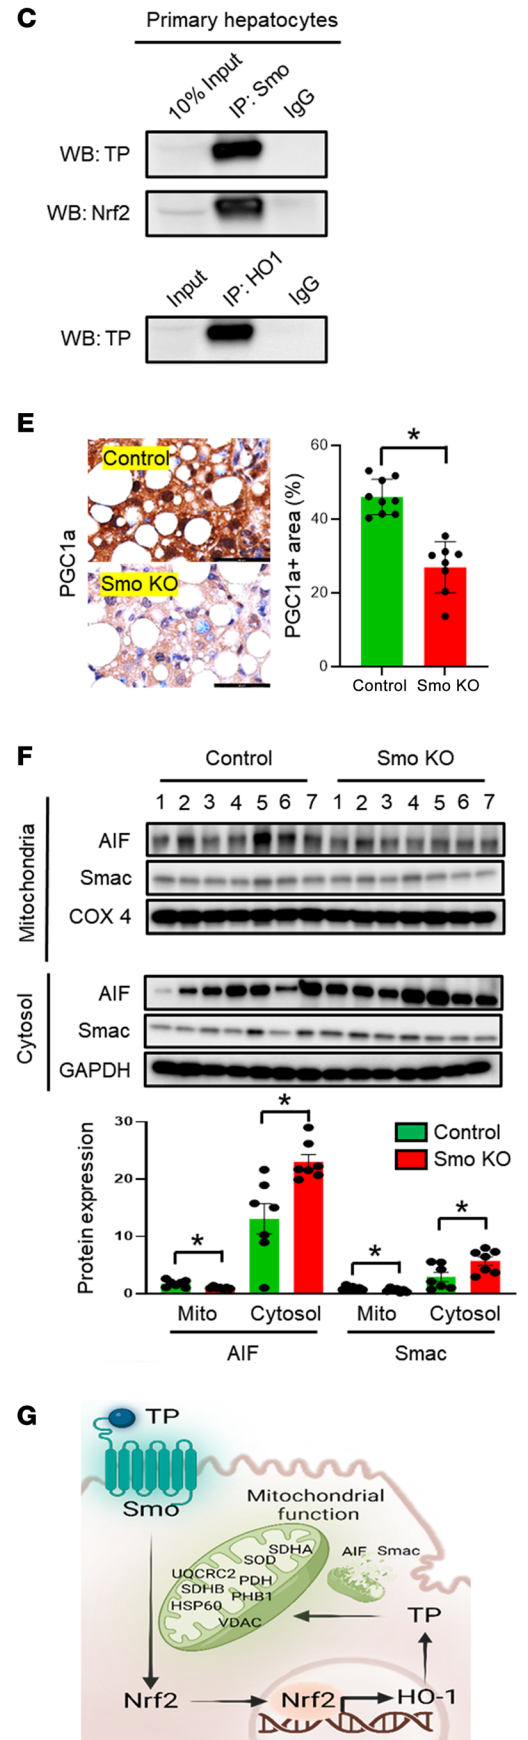 C
Primary hepatocytes
10% Input IP: Smo IgG
WB: TP
WB: Nrf2
Input IP: HO1 IgG
WB: TP
E
PGC1a
Control
Smo KO
PGC1a+ area (%)
60
40
20
0
*
Control Smo KO
F
Control Smo KO
1 2 3 4 5 6 7 1 2 3 4 5 6 7
Mitochondria
AIF
Smac
COX 4
Cytosol
AIF
Smac
GAPDH
Protein expression
30
20
10
0
* * * *
Control
Smo KO
Mito Cytosol Mito Cytosol
AIF Smac
G
TP
Smo
Mitochondrial
function
SDHA
SOD
UQCRC2
PDH
SDHB
PHB1
HSP60
VDAC
AIF Smac
TP
Nrf2 Nrf2 HO-1